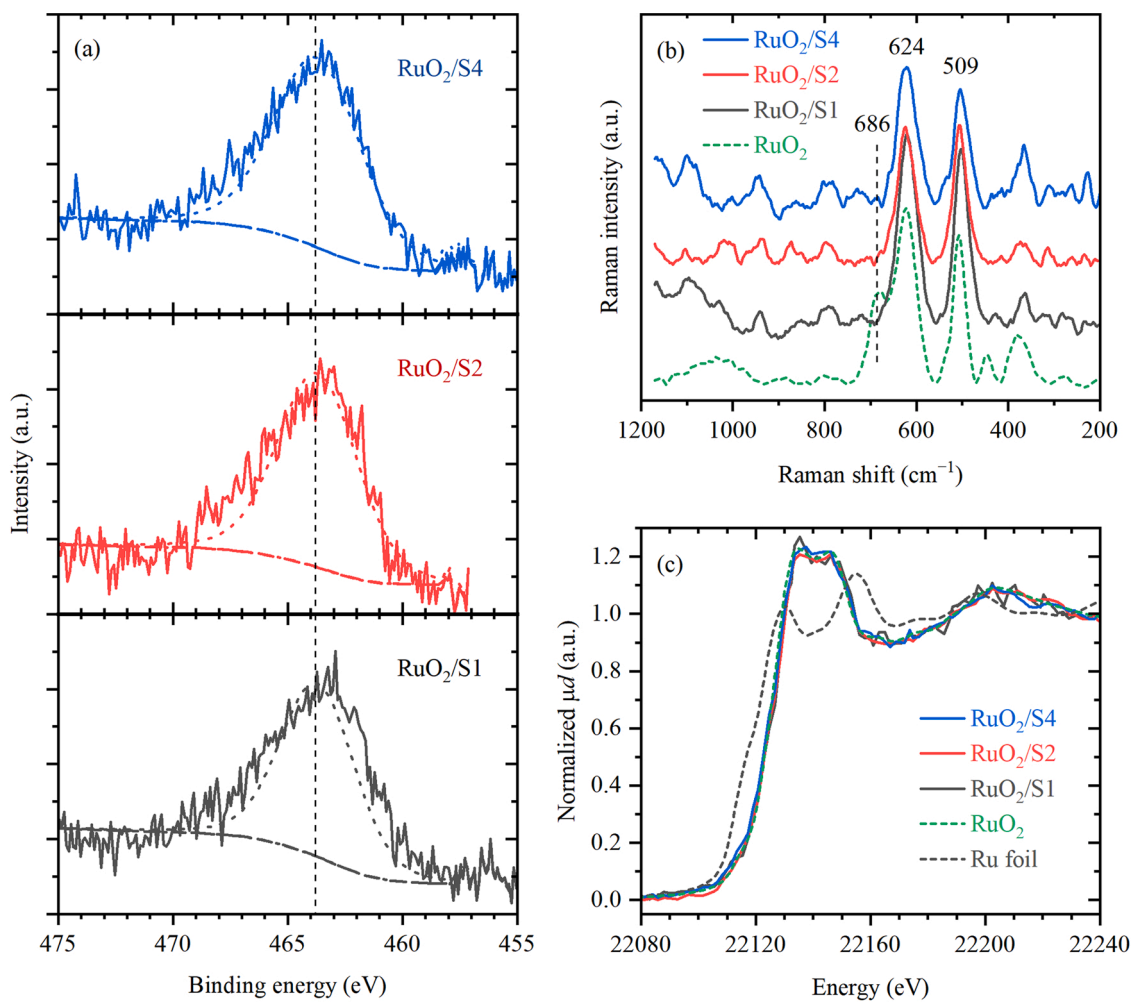 (a)
RuO₂/S4
RuO₂/S2
RuO₂/S1
Intensity (a.u.)
475 470 465 460 455
Binding energy (eV)
(b)
RuO₂/S4
RuO₂/S2
RuO₂/S1
RuO₂
624
509
686
Raman intensity (a.u.)
1200 1000 800 600 400 200
Raman shift (cm⁻¹)
(c)
1.2
1.0
0.8
0.6
0.4
0.2
0.0
Normalized μd (a.u.)
RuO₂/S4
RuO₂/S2
RuO₂/S1
RuO₂
Ru foil
22080 22120 22160 22200 22240
Energy (eV)